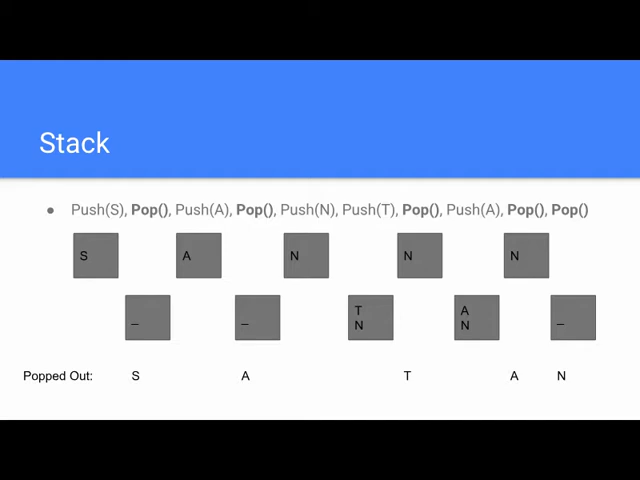 Stack
● Push(S), Pop(), Push(A), Pop(), Push(N), Push(T), Pop(), Push(A), Pop(), Pop()
S A N N N
_ _ T A _
N N
Popped Out: S A T A N